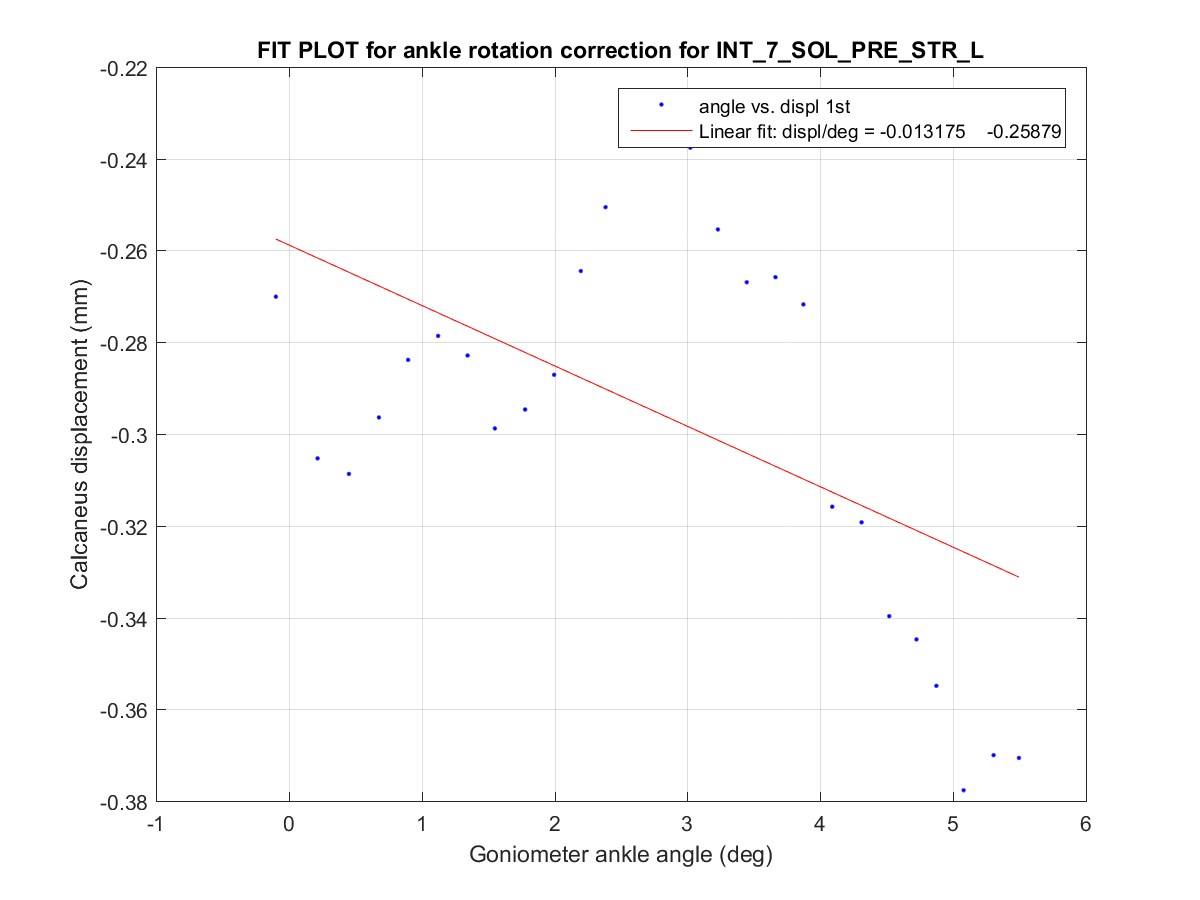 FIT PLOT for ankle rotation correction for INT_7_SOL_PRE_STR_L
-0.22
angle vs. displ 1st
Linear fit: displ/deg = -0.013175 -0.25879
-0.24
-0.26
-0.28
-0.3
-0.32
-0.34
-0.36
-0.38
Calcaneus displacement (mm)
-1 0 1 2 3 4 5 6
Goniometer ankle angle (deg)